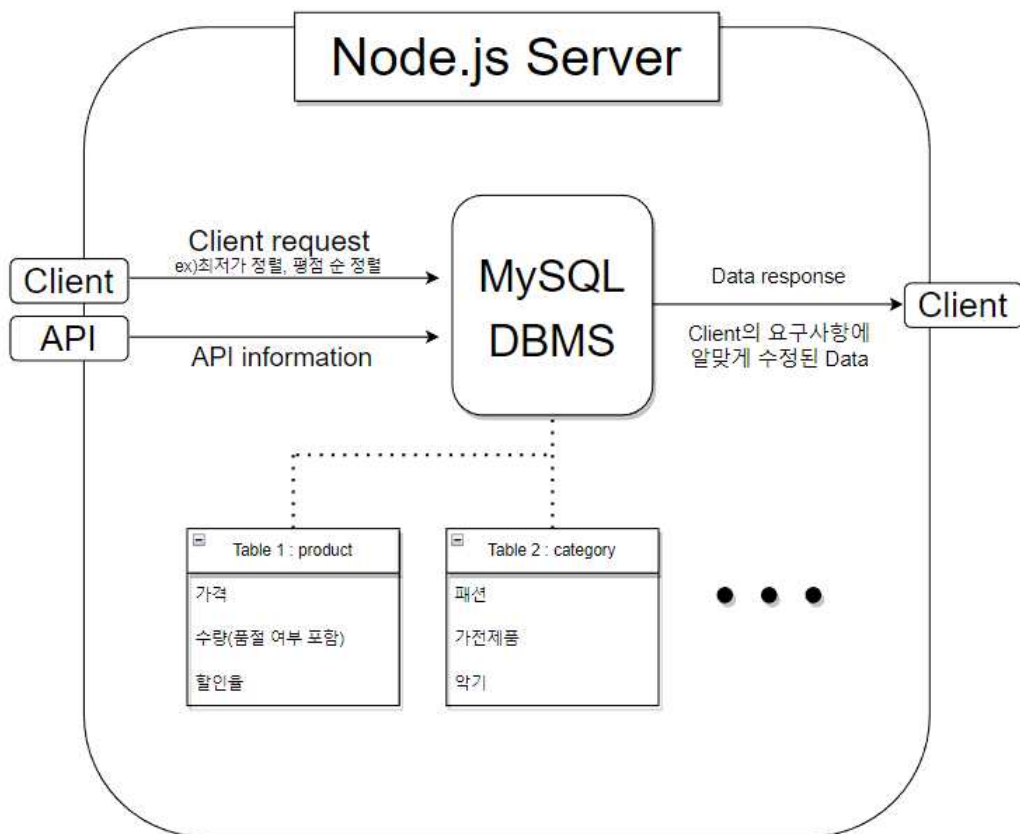 Node.js Server
Client request
ex)최저가 정렬, 평점 순 정렬
Client
API
API information
MySQL
DBMS
Data response
Client의 요구사항에
알맞게 수정된 Data
Client
Table 1 : product
가격
수량(품절 여부 포함)
할인율
Table 2 : category
패션
가전제품
악기